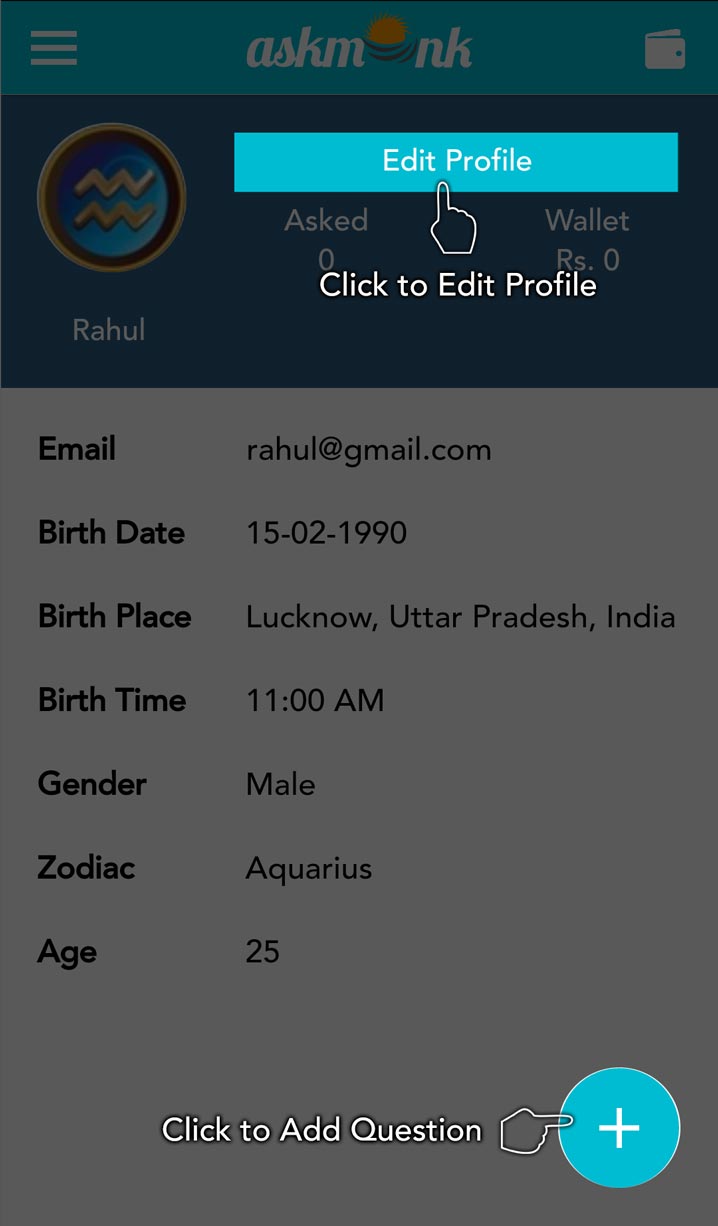 askmonk
Edit Profile
Asked
Wallet
0
Rs. 0
Click to Edit Profile
Rahul
Email rahul@gmail.com
Birth Date 15-02-1990
Birth Place Lucknow, Uttar Pradesh, India
Birth Time 11:00 AM
Gender Male
Zodiac Aquarius
Age 25
Click to Add Question +